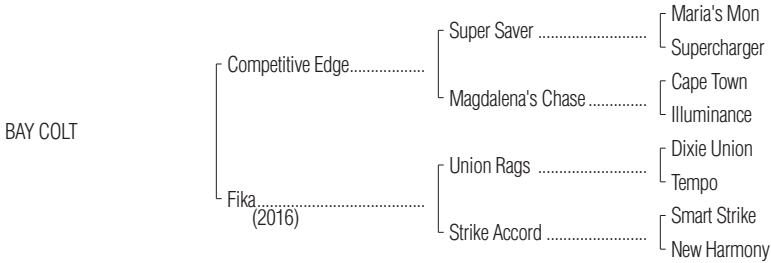 Maria's Mon
Super Saver ..........................
Supercharger
Competitive Edge..................
Cape Town
Magdalena's Chase ..............
Illuminance
BAY COLT
Dixie Union
Union Rags ..........................
Tempo
Fika........................................
(2016)
Smart Strike
Strike Accord ........................
New Harmony